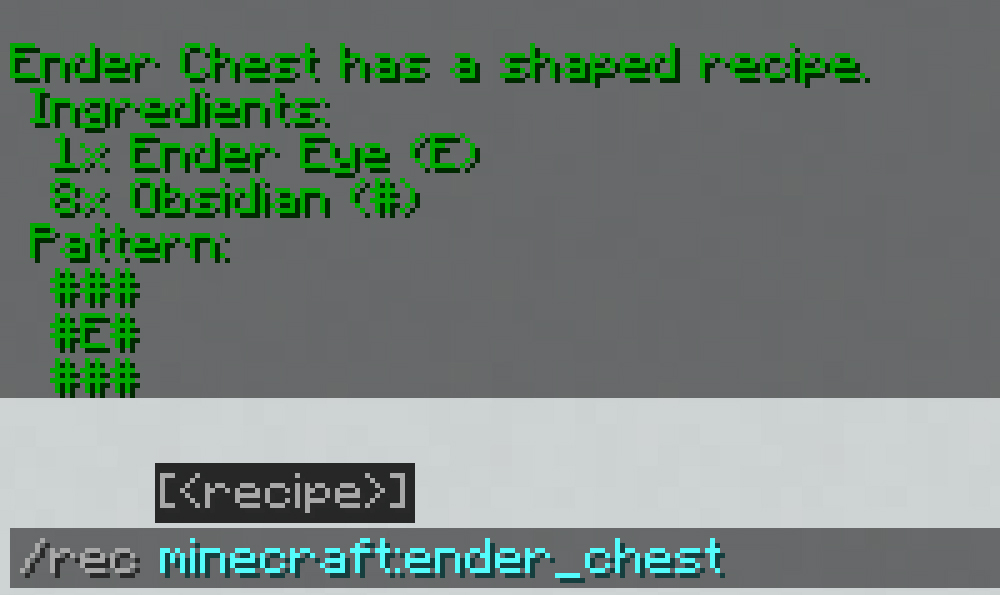 Ender Chest has a shaped recipe.
Ingredients:
1x Ender Eye (E)
8x Obsidian (#)
Pattern:
###
#E#
###
[<recipe>]
/rec minecraft:ender_chest